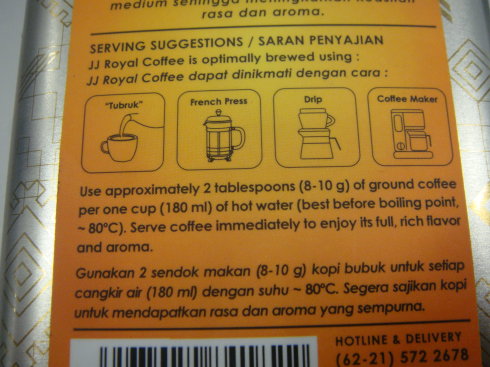 medium sehingga meningkatkan
rasa dan aroma.
SERVING SUGGESTIONS / SARAN PENYAJIAN
JJ Royal Coffee is optimally brewed using :
JJ Royal Coffee dapat dinikmati dengan cara :
"Tubruk" French Press Drip Coffee Maker
Use approximately 2 tablespoons (8-10 g) of ground coffee
per one cup (180 ml) of hot water (best before boiling point,
~ 80ºC). Serve coffee immediately to enjoy its full, rich flavor
and aroma.
Gunakan 2 sendok makan (8-10 g) kopi bubuk untuk setiap
cangkir air (180 ml) dengan suhu ~ 80ºC. Segera sajikan kopi
untuk mendapatkan rasa dan aroma yang sempurna.
HOTLINE & DELIVERY
(62-21) 572 2678